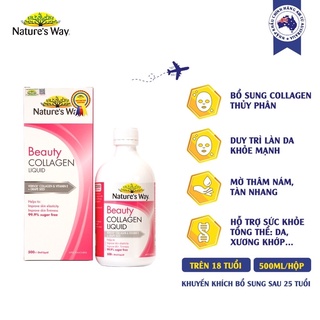 Nature's Way
BỔ SUNG COLLAGEN
THỦY PHÂN
DUY TRÌ LÀN DA
KHỎE MẠNH
MỜ THÂM NÁM,
TÀN NHANG
HỖ TRỢ SỨC KHỎE
TỔNG THỂ: DA,
XƯƠNG KHỚP...
TRÊN 18 TUỔI
500ML/HỘP
KHUYẾN KHÍCH BỔ SUNG SAU 25 TUỔI
Nature's Way
Beauty
COLLAGEN
LIQUID
99.9% sugar free
Nature's Way
Beauty
COLLAGEN
LIQUID